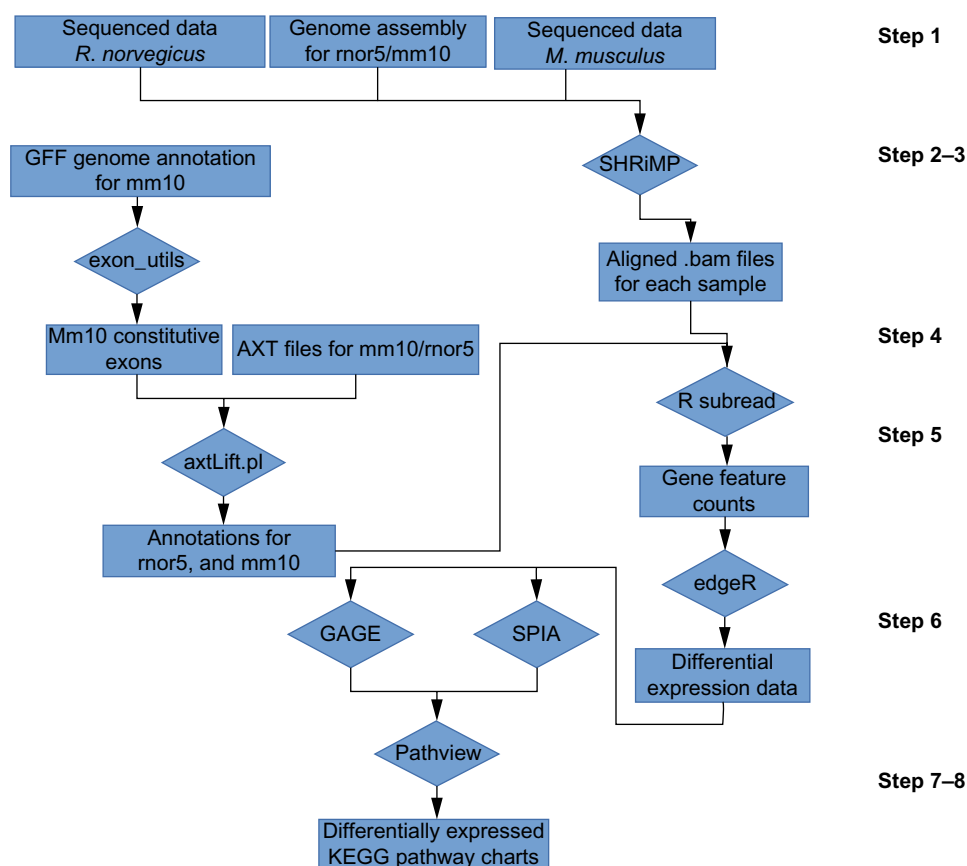 Sequenced data
R. norvegicus
Genome assembly
for rnor5/mm10
Sequenced data
M. musculus
Step 1
GFF genome annotation
for mm10
SHRiMP
Step 2–3
exon_utils
Aligned .bam files
for each sample
Mm10 constitutive
exons
AXT files for mm10/rnor5
Step 4
R subread
axtLift.pl
Step 5
Gene feature
counts
Annotations for
rnor5, and mm10
edgeR
GAGE
SPIA
Step 6
Differential
expression data
Pathview
Step 7–8
Differentially expressed
KEGG pathway charts